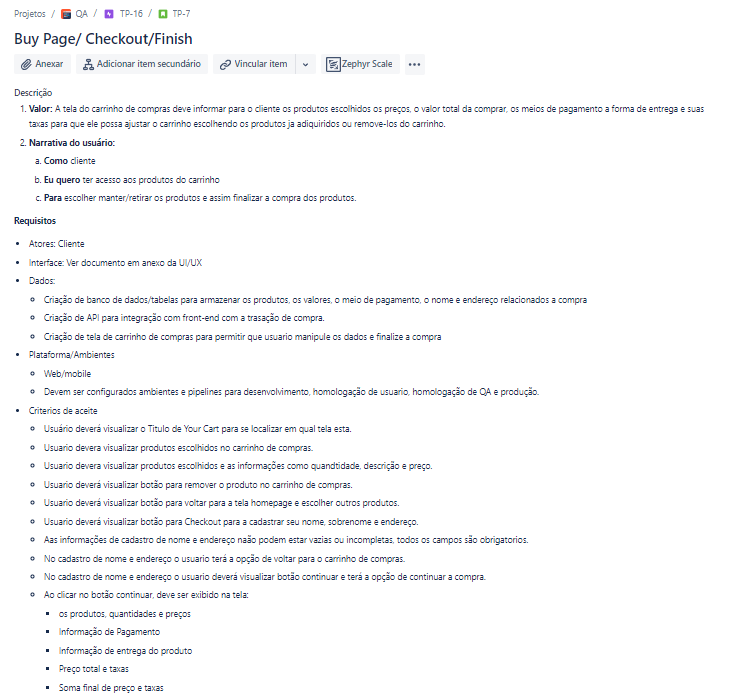 Projetos / QA / TP-16 / TP-7
Buy Page/ Checkout/Finish
Anexar Adicionar item secundário Vincular item Zephyr Scale •••
Descrição
1. Valor: A tela do carrinho de compras deve informar para o cliente os produtos escolhidos os preços, o valor total da comprar, os meios de pagamento a forma de entrega e suas
taxas para que ele possa ajustar o carrinho escolhendo os produtos ja adiquiridos ou remove-los do carrinho.
2. Narrativa do usuário:
a. Como cliente
b. Eu quero ter acesso aos produtos do carrinho
c. Para escolher manter/retirar os produtos e assim finalizar a compra dos produtos.
Requisitos
• Atores: Cliente
• Interface: Ver documento em anexo da UI/UX
• Dados:
Criação de banco de dados/tabelas para armazenar os produtos, os valores, o meio de pagamento, o nome e endereço relacionados a compra
Criação de API para integração com front-end com a trasação de compra.
Criação de tela de carrinho de compras para permitir que usuario manipule os dados e finalize a compra
• Plataforma/Ambientes
Web/mobile
Devem ser configurados ambientes e pipelines para desenvolvimento, homologação de usuario, homologação de QA e produção.
• Criterios de aceite
Usuário deverá visualizar o Titulo de Your Cart para se localizar em qual tela esta.
Usuario devera visualizar produtos escolhidos no carrinho de compras.
Usuario devera visualizar produtos escolhidos e as informações como quandtidade, descrição e preço.
Usuario deverá visualizar botão para remover o produto no carrinho de compras.
Usuario deverá visualizar botão para voltar para a tela homepage e escolher outros produtos.
Usuario deverá visualizar botão para Checkout para a cadastrar seu nome, sobrenome e endereço.
Aas informações de cadastro de nome e endereço naão podem estar vazias ou incompletas, todos os campos são obrigatorios.
No cadastro de nome e endereço o usuario terá a opção de voltar para o carrinho de compras.
No cadastro de nome e endereço o usuario deverá visualizar botão continuar e terá a opção de continuar a compra.
Ao clicar no botão continuar, deve ser exibido na tela:
os produtos, quantidades e preços
Informação de Pagamento
Informação de entrega do produto
Preço total e taxas
Soma final de preço e taxas